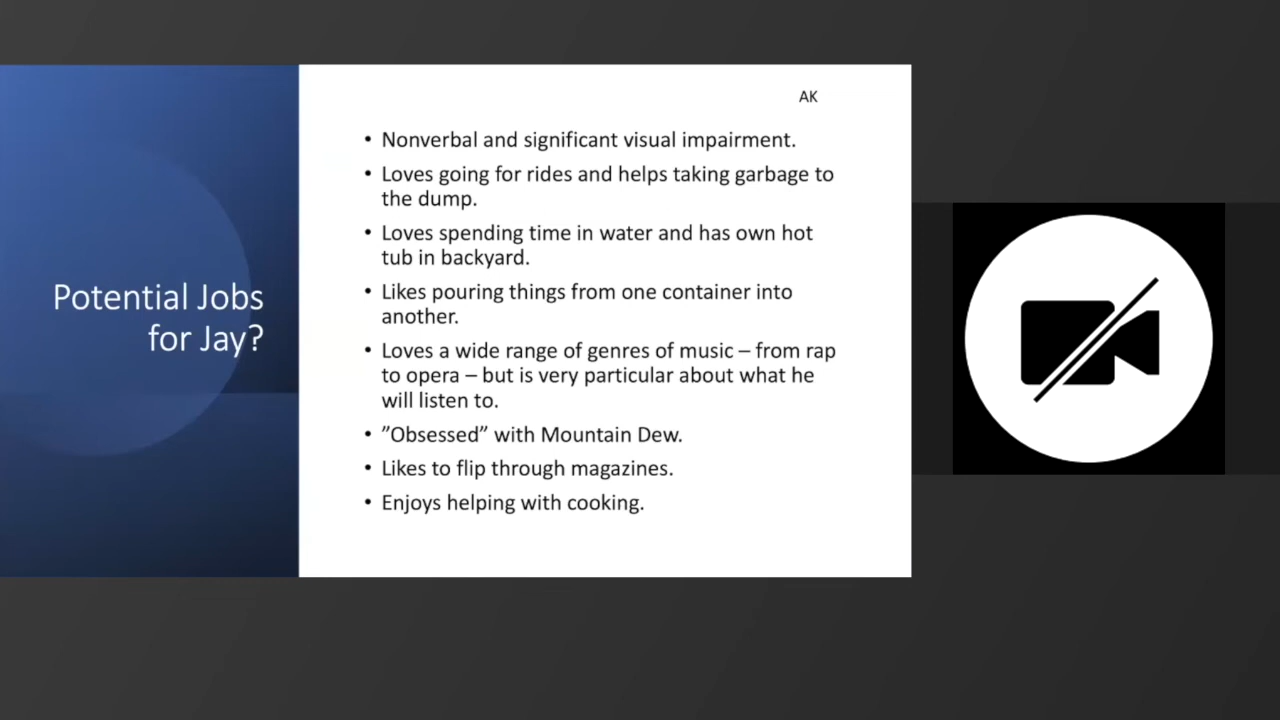 AK
Potential Jobs
for Jay?
• Nonverbal and significant visual impairment.
• Loves going for rides and helps taking garbage to
the dump.
• Loves spending time in water and has own hot
tub in backyard.
• Likes pouring things from one container into
another.
• Loves a wide range of genres of music – from rap
to opera – but is very particular about what he
will listen to.
• ”Obsessed” with Mountain Dew.
• Likes to flip through magazines.
• Enjoys helping with cooking.